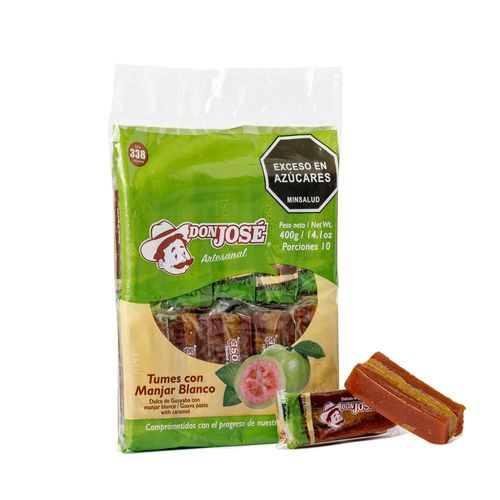 338
EXCESO EN
AZÚCARES
MINSALUD
Peso neto / Net Wt.
400g / 14,1oz
Porciones 10
DON JOSÉ
Artesanal
Tumes con
Manjar Blanco
Dulce de Guayaba con
manjar blanco / Guava paste
with caramel
Comprometidos con el progreso de nuestr
DON JOSÉ